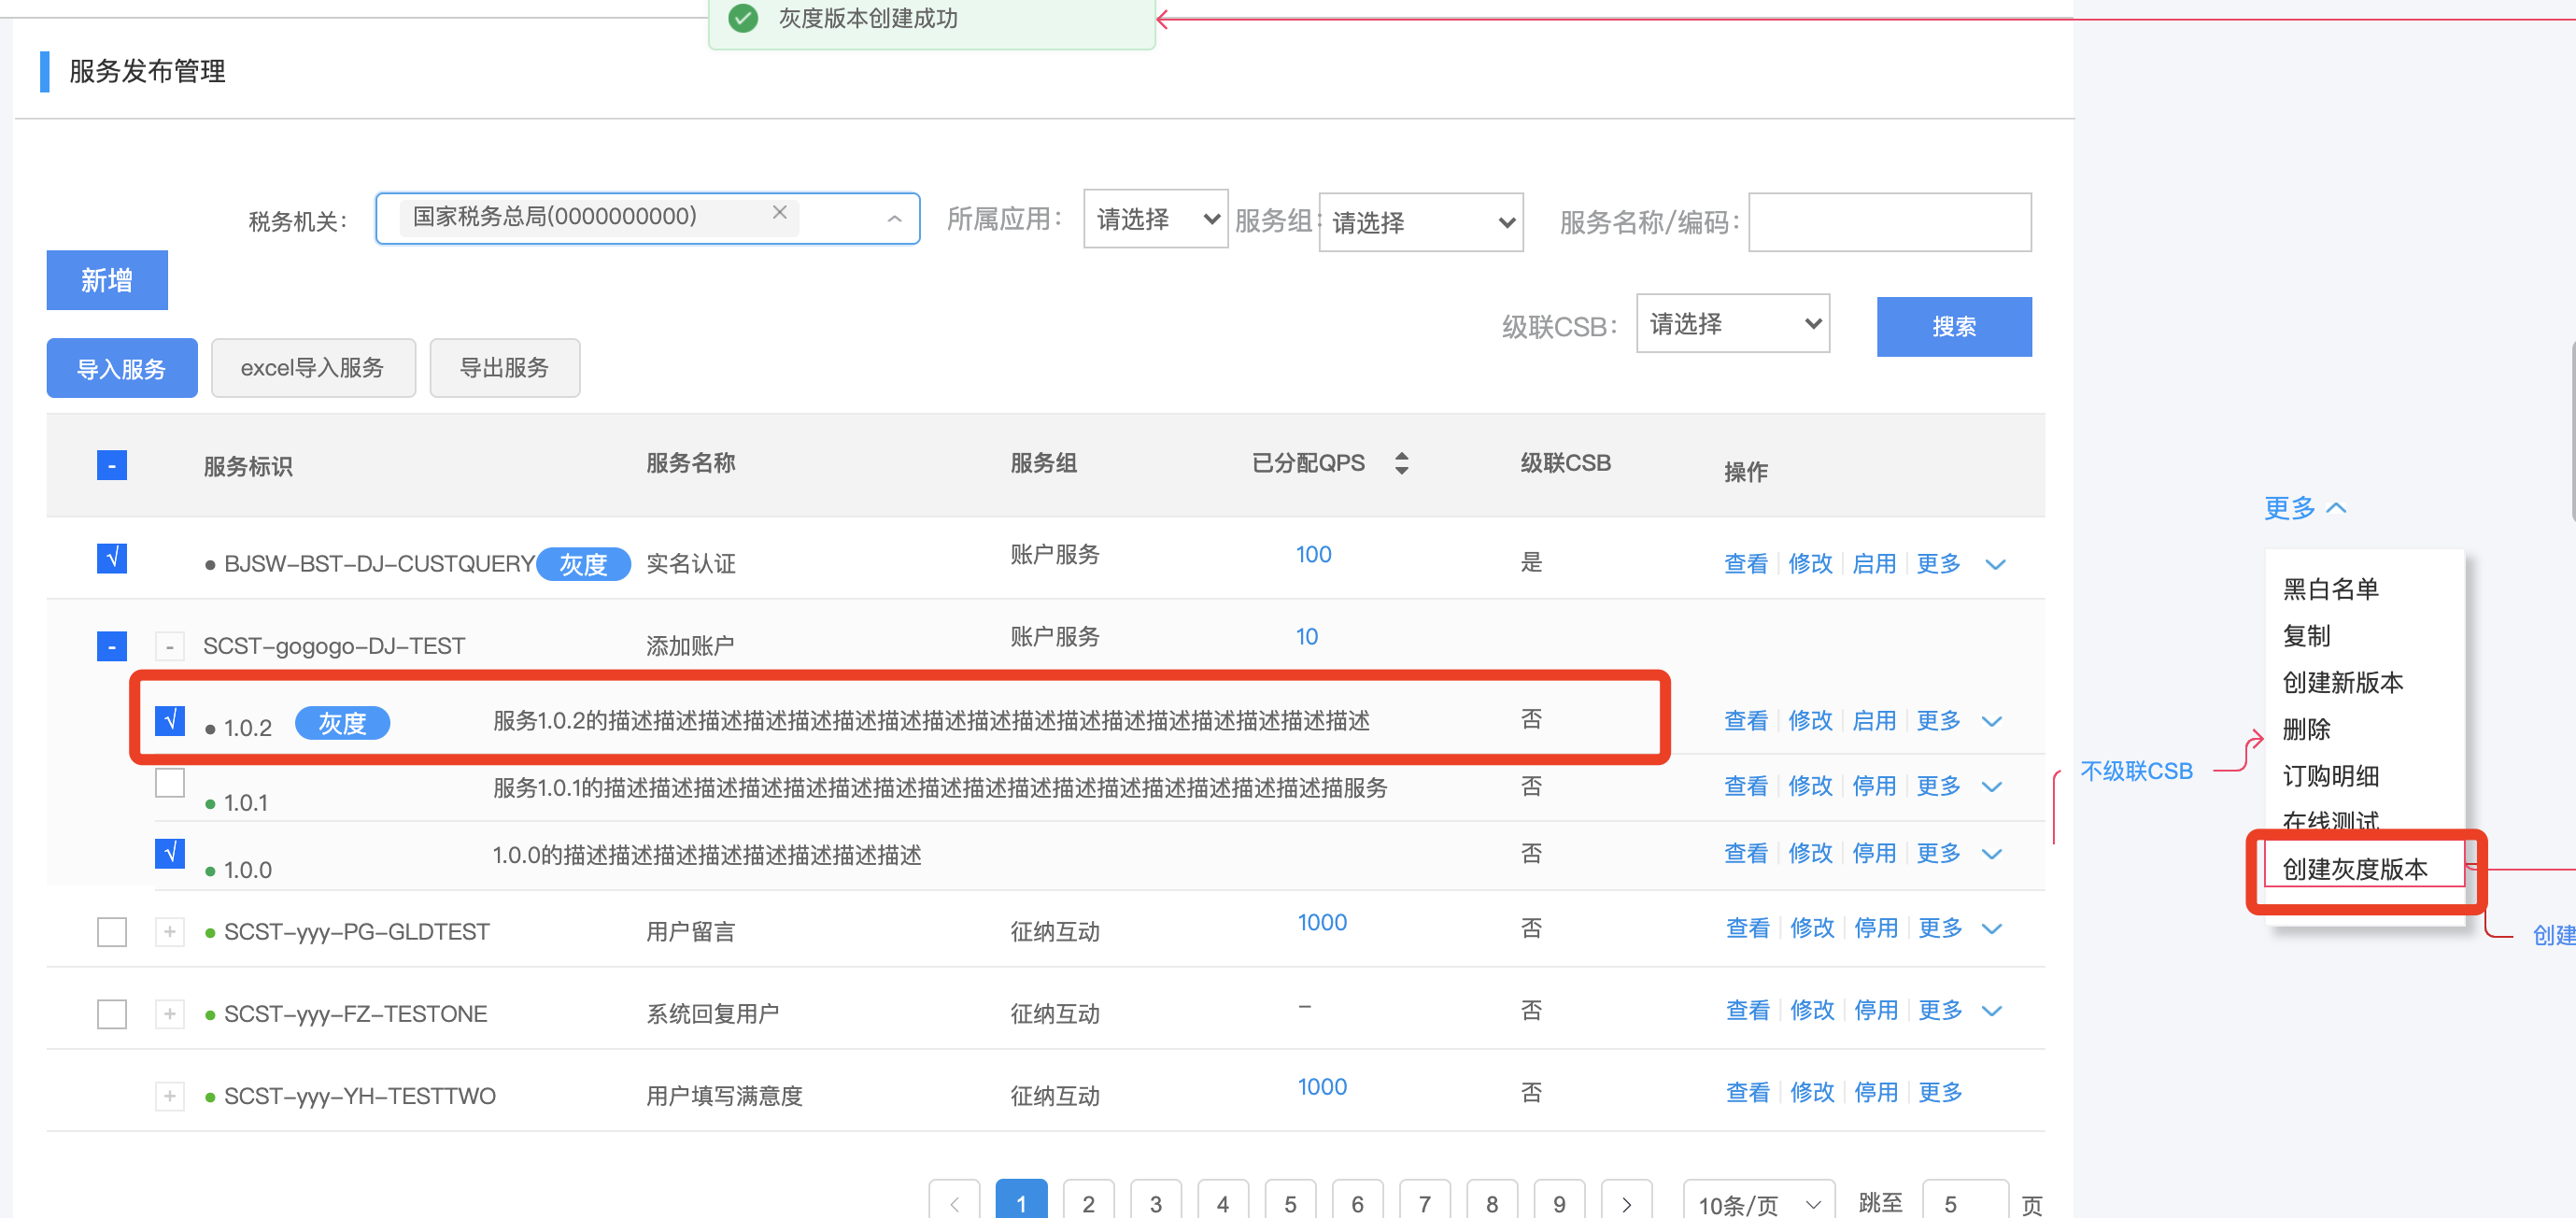 灰度版本创建成功
服务发布管理
税务机关: 国家税务总局(0000000000) 所属应用: 请选择 服务组: 请选择 服务名称/编码:
新增
级联CSB: 请选择 搜索
导入服务 excel导入服务 导出服务
服务标识 服务名称 服务组 已分配QPS 级联CSB 操作
BJSW-BST-DJ-CUSTQUERY 灰度 实名认证 账户服务 100 是 查看 修改 启用 更多
SCST-gogogo-DJ-TEST 添加账户 账户服务 10
1.0.2 灰度 服务1.0.2的描述描述描述描述描述描述描述描述描述描述描述描述描述描述描述描述描述 否 查看 修改 启用 更多
1.0.1 服务1.0.1的描述描述描述描述描述描述描述描述描述描述描述描述描述描述描述描述描描服务 否 查看 修改 停用 更多
1.0.0 1.0.0的描述描述描述描述描述描述描述描述 否 查看 修改 停用 更多
SCST-yyy-PG-GLDTEST 用户留言 征纳互动 1000 否 查看 修改 停用 更多
SCST-yyy-FZ-TESTONE 系统回复用户 征纳互动 - 否 查看 修改 停用 更多
SCST-yyy-YH-TESTTWO 用户填写满意度 征纳互动 1000 否 查看 修改 停用 更多
1 2 3 4 5 6 7 8 9 10条/页 跳至 5 页
更多
黑白名单
复制
创建新版本
删除
不级联CSB
订购明细
在线测试
创建灰度版本
创建